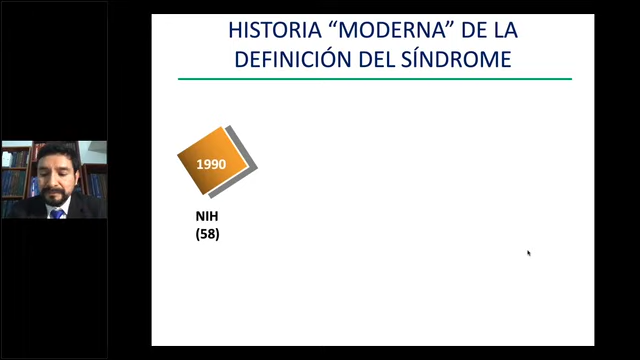 HISTORIA “MODERNA” DE LA
DEFINICIÓN DEL SÍNDROME
1990
NIH
(58)